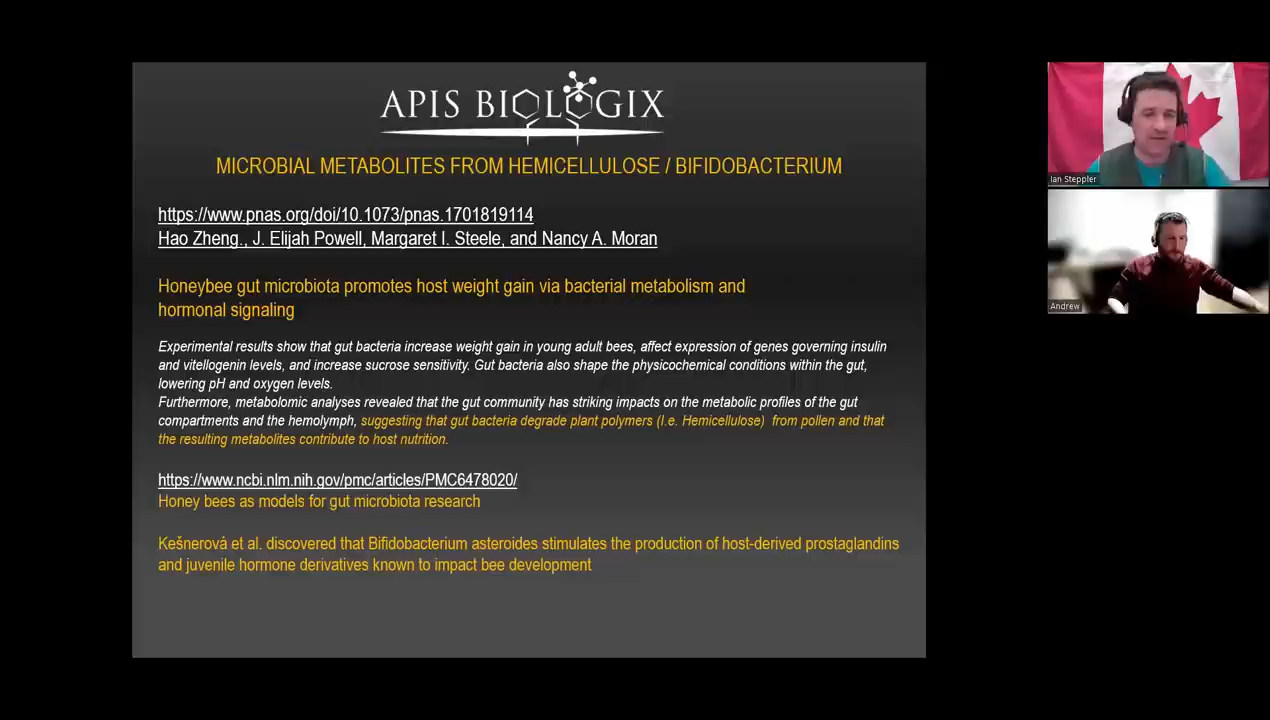 APIS BIOLOGIX
MICROBIAL METABOLITES FROM HEMICELLULOSE / BIFIDOBACTERIUM
https://www.pnas.org/doi/10.1073/pnas.1701819114
Hao Zheng., J. Elijah Powell, Margaret I. Steele, and Nancy A. Moran
Honeybee gut microbiota promotes host weight gain via bacterial metabolism and
hormonal signaling
Experimental results show that gut bacteria increase weight gain in young adult bees, affect expression of genes governing insulin
and vitellogenin levels, and increase sucrose sensitivity. Gut bacteria also shape the physicochemical conditions within the gut,
lowering pH and oxygen levels.
Furthermore, metabolomic analyses revealed that the gut community has striking impacts on the metabolic profiles of the gut
compartments and the hemolymph, suggesting that gut bacteria degrade plant polymers (I.e. Hemicellulose) from pollen and that
the resulting metabolites contribute to host nutrition.
https://www.ncbi.nlm.nih.gov/pmc/articles/PMC6478020/
Honey bees as models for gut microbiota research
Kešnerová et al. discovered that Bifidobacterium asteroides stimulates the production of host-derived prostaglandins
and juvenile hormone derivatives known to impact bee development
Ian Steppler
Andrew